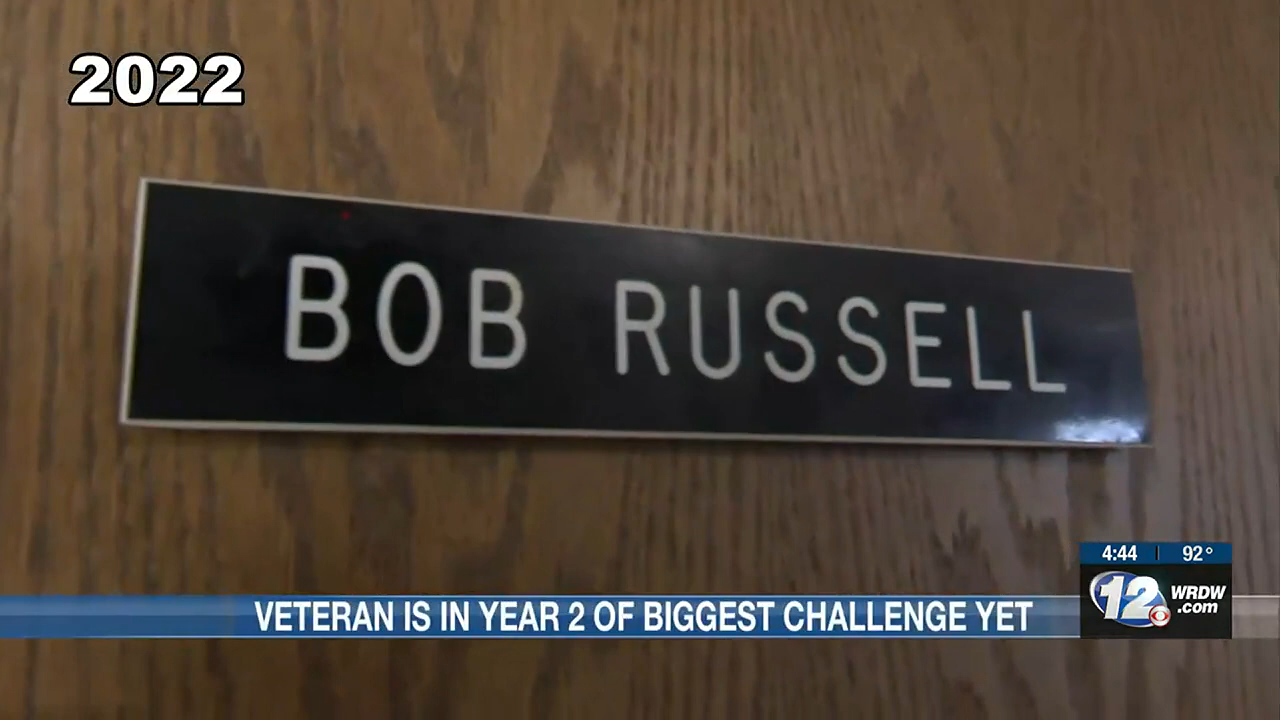 2022
BOB RUSSELL
4:44 | 92°
12 WRDW
.com
VETERAN IS IN YEAR 2 OF BIGGEST CHALLENGE YET